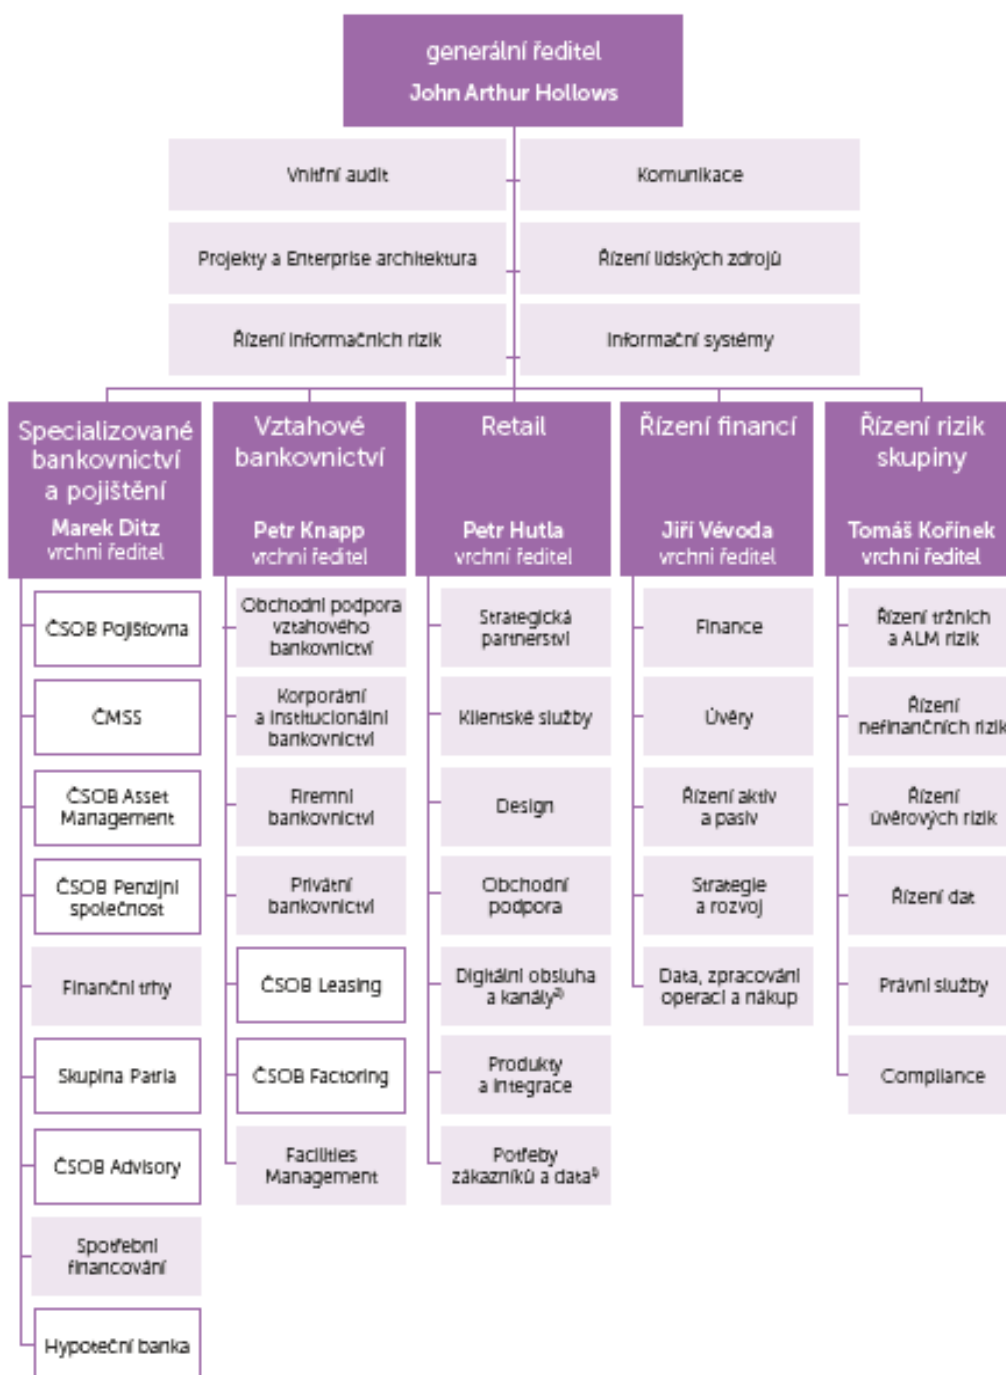 generální ředitel
John Arthur Hollows
Vnitřní audit
Komunikace
Projekty a Enterprise architektura
Řízení lidských zdrojů
Řízení informačních rizik
Informační systémy
Specializované
bankovnictví
a pojištění
Marek Ditz
vrchní ředitel
ČSOB Pojišťovna
ČMSS
ČSOB Asset
Management
ČSOB Penzijní
společnost
Finanční trhy
Skupina Patria
ČSOB Advisory
Spotřební
financování
Hypoteční banka
Vztahové
bankovnictví
Petr Knapp
vrchní ředitel
Obchodní podpora
vztahového
bankovnictví
Korporátní
a institucionální
bankovnictví
Firemní
bankovnictví
Privátní
bankovnictví
ČSOB Leasing
ČSOB Factoring
Facilities
Management
Retail
Petr Hutla
vrchní ředitel
Strategická
partnerství
Klientské služby
Design
Obchodní
podpora
Digitální obsluha
a kanály²⁾
Produkty
a integrace
Potřeby
zákazníků a data¹⁾
Řízení financí
Jiří Vévoda
vrchní ředitel
Finance
Úvěry
Řízení aktiv
a pasiv
Strategie
a rozvoj
Data, zpracování
operací a nákup
Řízení rizik
skupiny
Tomáš Kořínek
vrchní ředitel
Řízení tržních
a ALM rizik
Řízení
nefinančních rizik
Řízení
úvěrových rizik
Řízení dat
Právní služby
Compliance